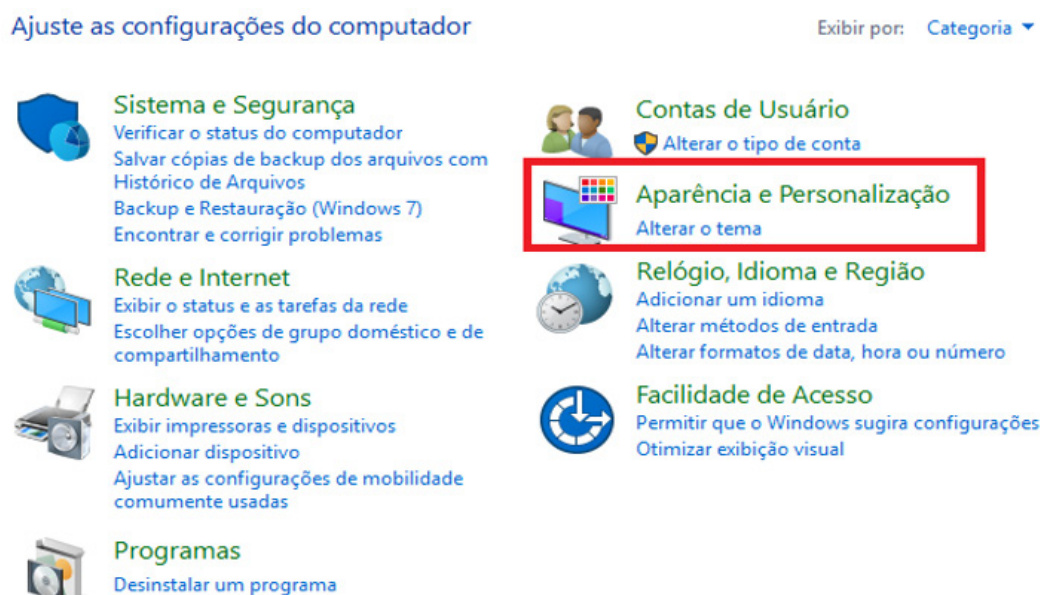 Ajuste as configurações do computador
Exibir por: Categoria
Sistema e Segurança
Verificar o status do computador
Salvar cópias de backup dos arquivos com
Histórico de Arquivos
Backup e Restauração (Windows 7)
Encontrar e corrigir problemas
Rede e Internet
Exibir o status e as tarefas da rede
Escolher opções de grupo doméstico e de
compartilhamento
Hardware e Sons
Exibir impressoras e dispositivos
Adicionar dispositivo
Ajustar as configurações de mobilidade
comumente usadas
Programas
Desinstalar um programa
Contas de Usuário
Alterar o tipo de conta
Aparência e Personalização
Alterar o tema
Relógio, Idioma e Região
Adicionar um idioma
Alterar métodos de entrada
Alterar formatos de data, hora ou número
Facilidade de Acesso
Permitir que o Windows sugira configurações
Otimizar exibição visual